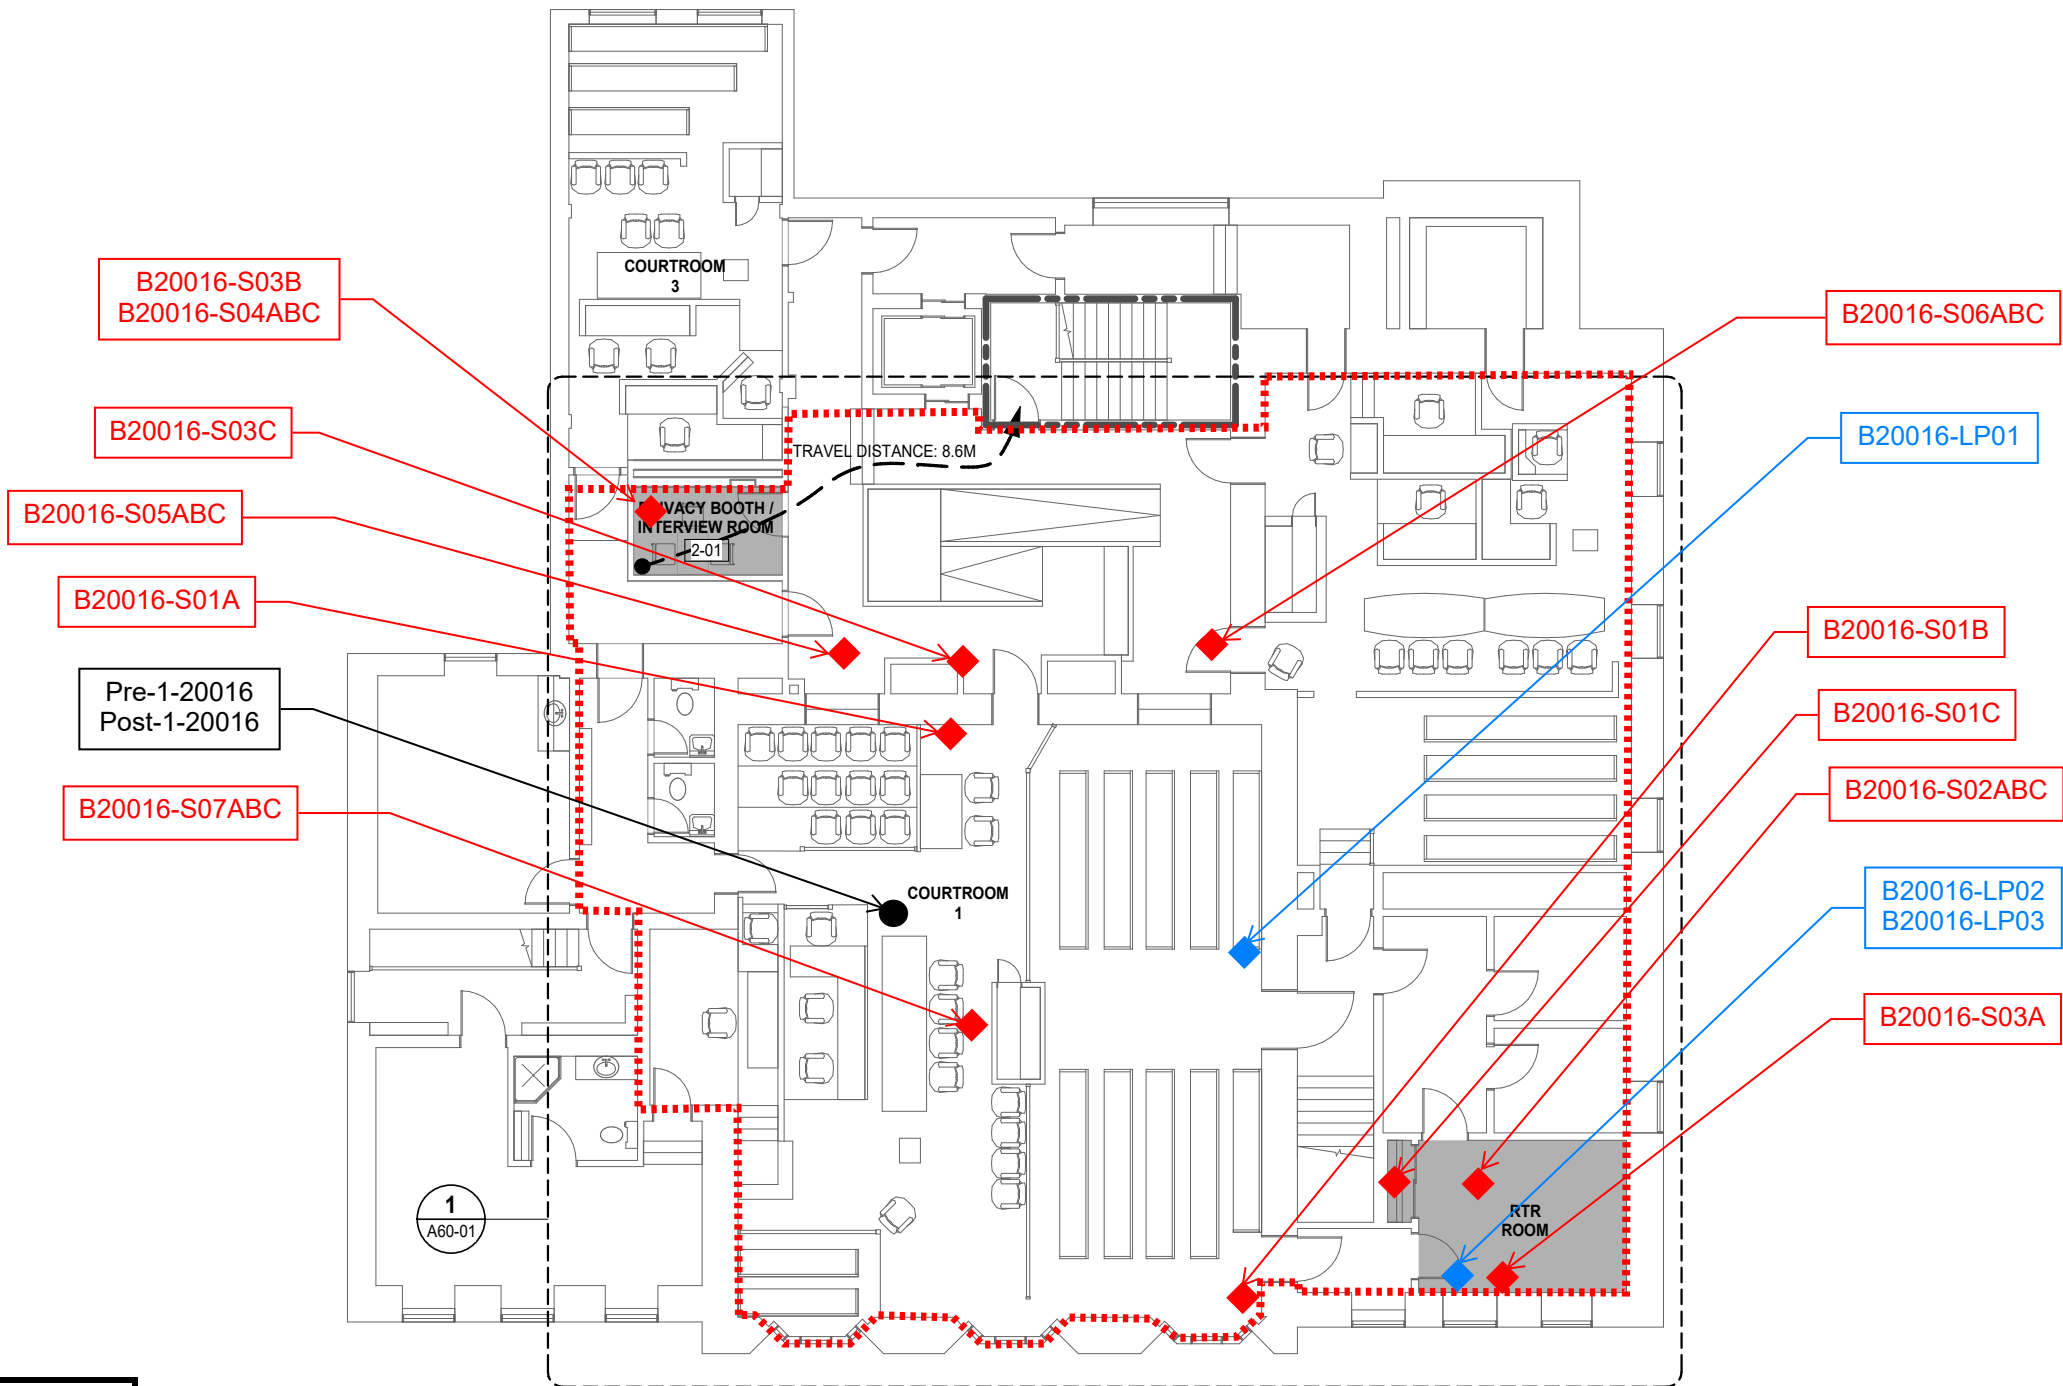 COURTROOM
3
B20016-S03B
B20016-S04ABC
B20016-S06ABC
B20016-S03C
B20016-LP01
TRAVEL DISTANCE: 8.6M
B20016-S05ABC
INTERVIEW ROOM
BOOTH /
2-01
B20016-S01A
B20016-S01B
Pre-1-20016
Post-1-20016
B20016-S01C
B20016-S07ABC
B20016-S02ABC
COURTROOM
1
B20016-LP02
B20016-LP03
B20016-S03A
1
A60-01
RTR
ROOM